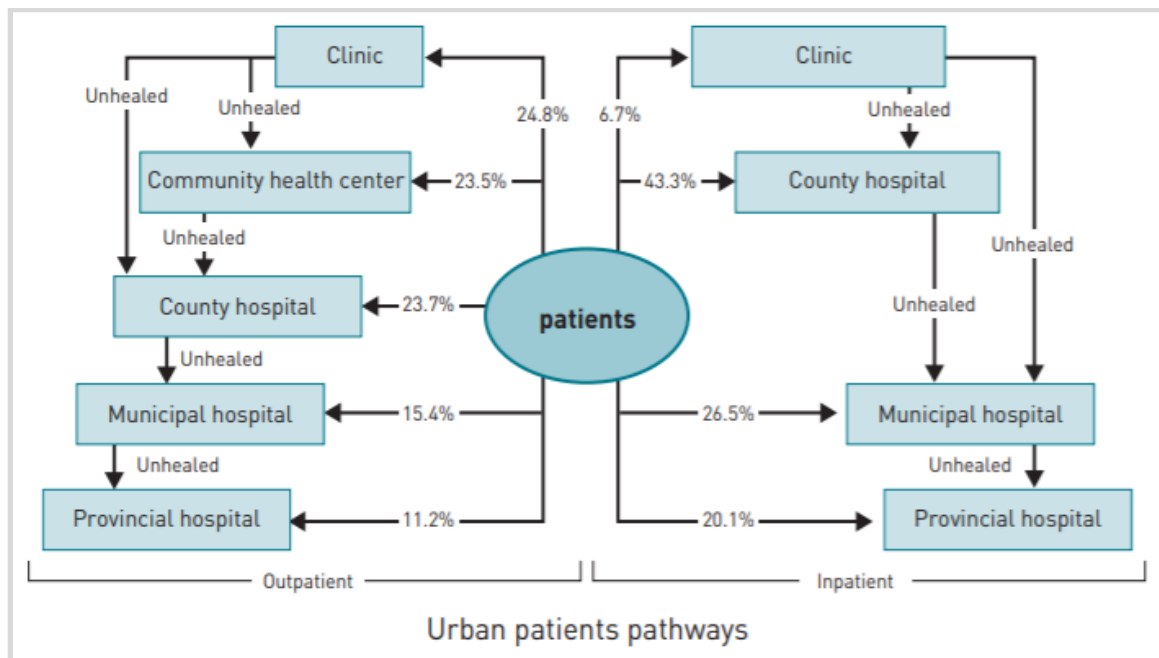 Clinic
Clinic
Unhealed
Unhealed
24.8%
6.7%
Unhealed
Community health center
23.5%
43.3%
County hospital
Unhealed
Unhealed
County hospital
23.7%
patients
Unhealed
Unhealed
Municipal hospital
15.4%
26.5%
Municipal hospital
Unhealed
Unhealed
Provincial hospital
11.2%
20.1%
Provincial hospital
Outpatient
Inpatient
Urban patients pathways